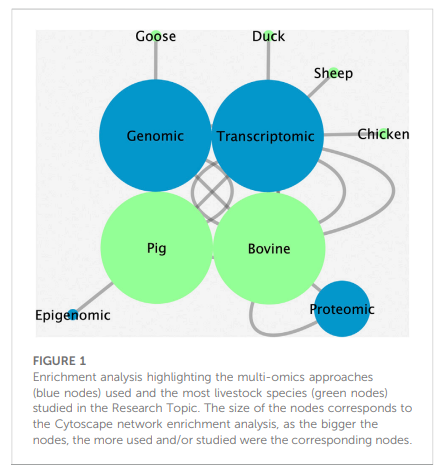 Goose
Duck
Sheep
Genomic
Transcriptomic
Chicken
Pig
Bovine
Epigenomic
Proteomic
FIGURE 1
Enrichment analysis highlighting the multi-omics approaches
(blue nodes) used and the most livestock species (green nodes)
studied in the Research Topic. The size of the nodes corresponds to
the Cytoscape network enrichment analysis, as the bigger the
nodes, the more used and/or studied were the corresponding nodes.